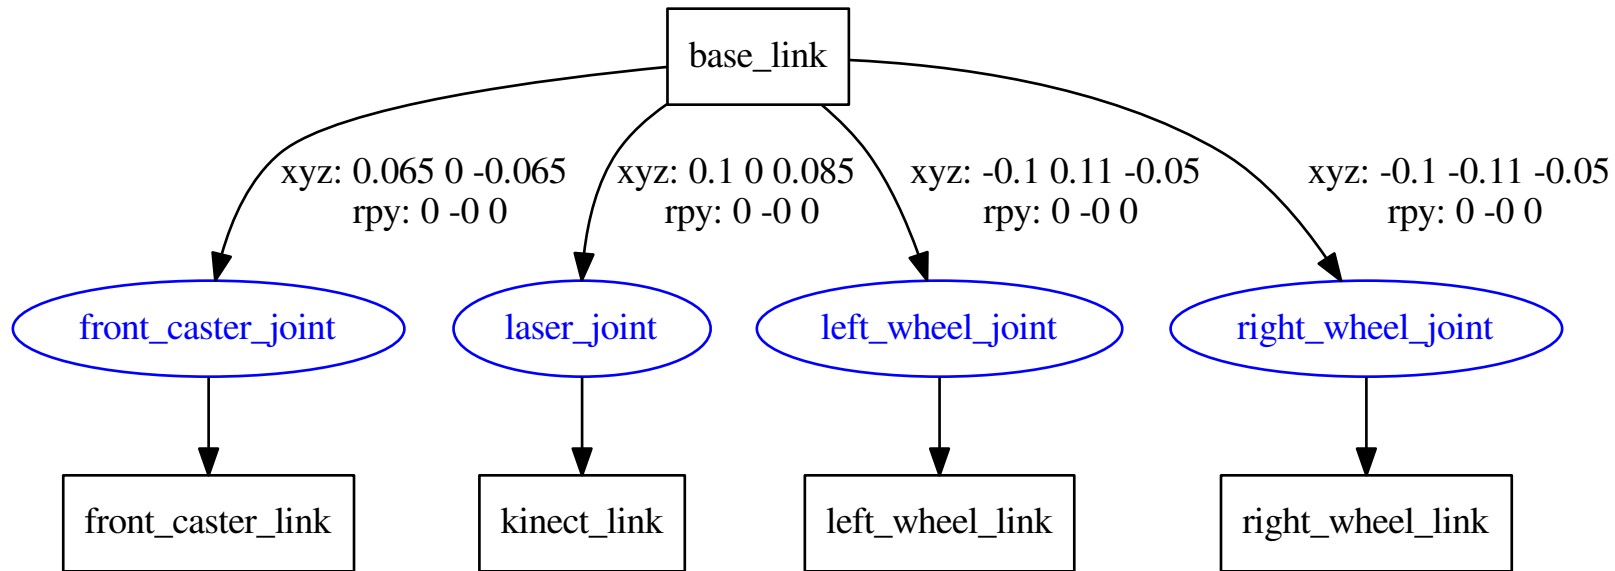 base_link
xyz: 0.065 0 -0.065
rpy: 0 -0 0
xyz: 0.1 0 0.085
rpy: 0 -0 0
xyz: -0.1 0.11 -0.05
rpy: 0 -0 0
xyz: -0.1 -0.11 -0.05
rpy: 0 -0 0
front_caster_joint
laser_joint
left_wheel_joint
right_wheel_joint
front_caster_link
kinect_link
left_wheel_link
right_wheel_link